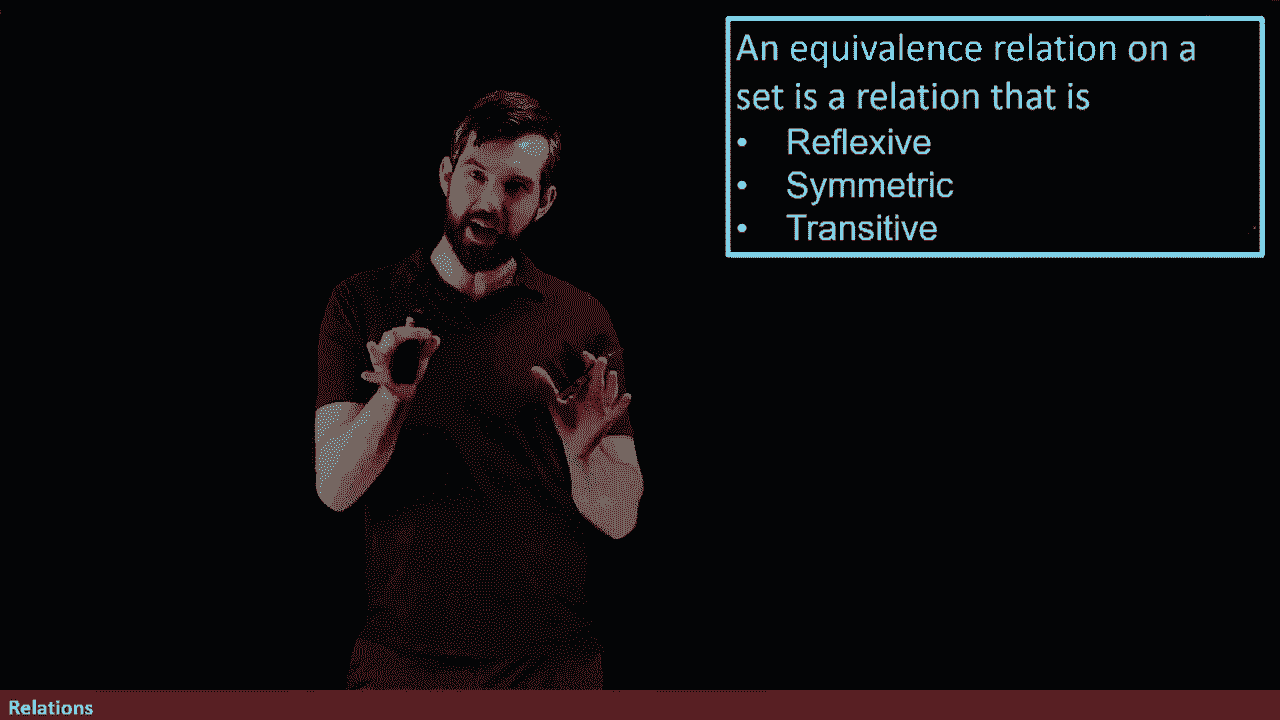 An equivalence relation on a
set is a relation that is
• Reflexive
• Symmetric
• Transitive
Relations